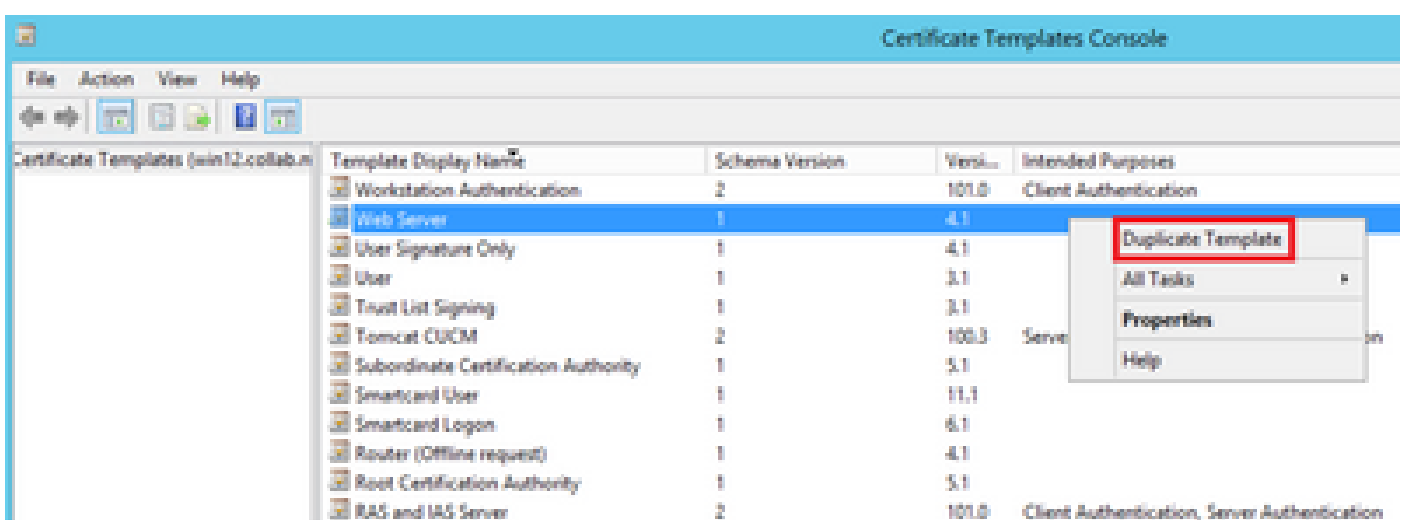 Certificate Templates Console
File Action View Help
Certificate Templates (win12.collab.m
Template Display Name Schema Version Versi... Intended Purposes
Workstation Authentication 2 101.0 Client Authentication
Web Server 1 4.1
Duplicate Template
User Signature Only 1 4.1
User 1 3.1
All Tasks
Trust List Signing 1 3.1
Properties
Tomcat CUCM 2 100.3 Serve on
Subordinate Certification Authority 1 5.1
Help
Smartcard User 1 11.1
Smartcard Logon 1 6.1
Router (Offline request) 1 4.1
Root Certification Authority 1 5.1
RAS and IAS Server 2 101.0 Client Authentication, Server Authentication